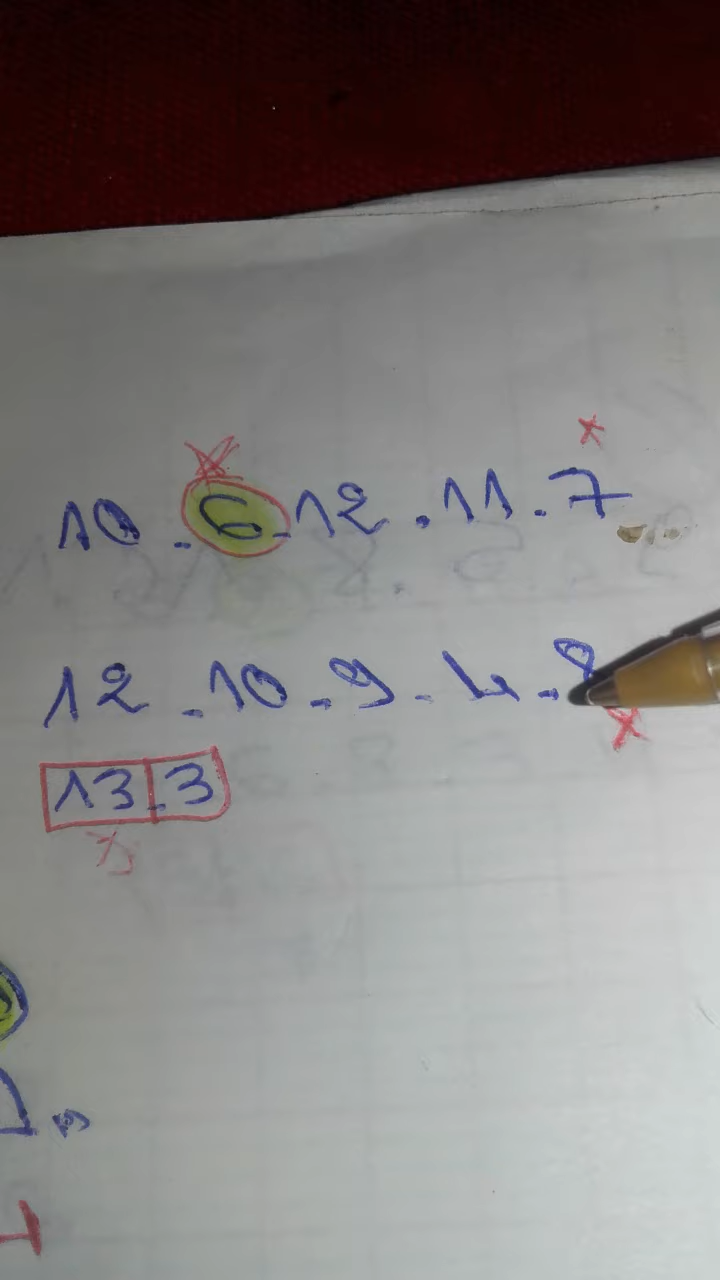 10 . 6 . 12 . 11 . 7
12 . 10 . 9 . 4 . 8
13 . 3